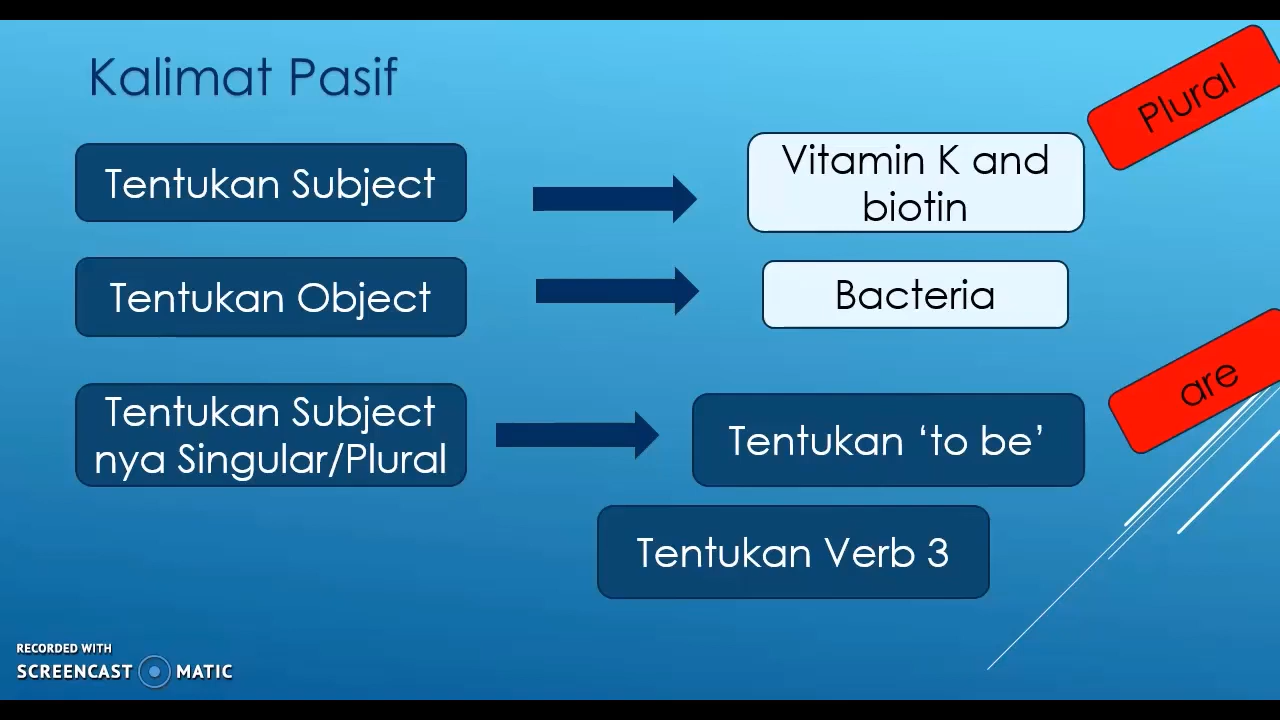 Kalimat Pasif
Plural
Tentukan Subject
Vitamin K and
biotin
Tentukan Object
Bacteria
Tentukan Subject
nya Singular/Plural
Tentukan ‘to be’
are
Tentukan Verb 3
RECORDED WITH
SCREENCAST MATIC